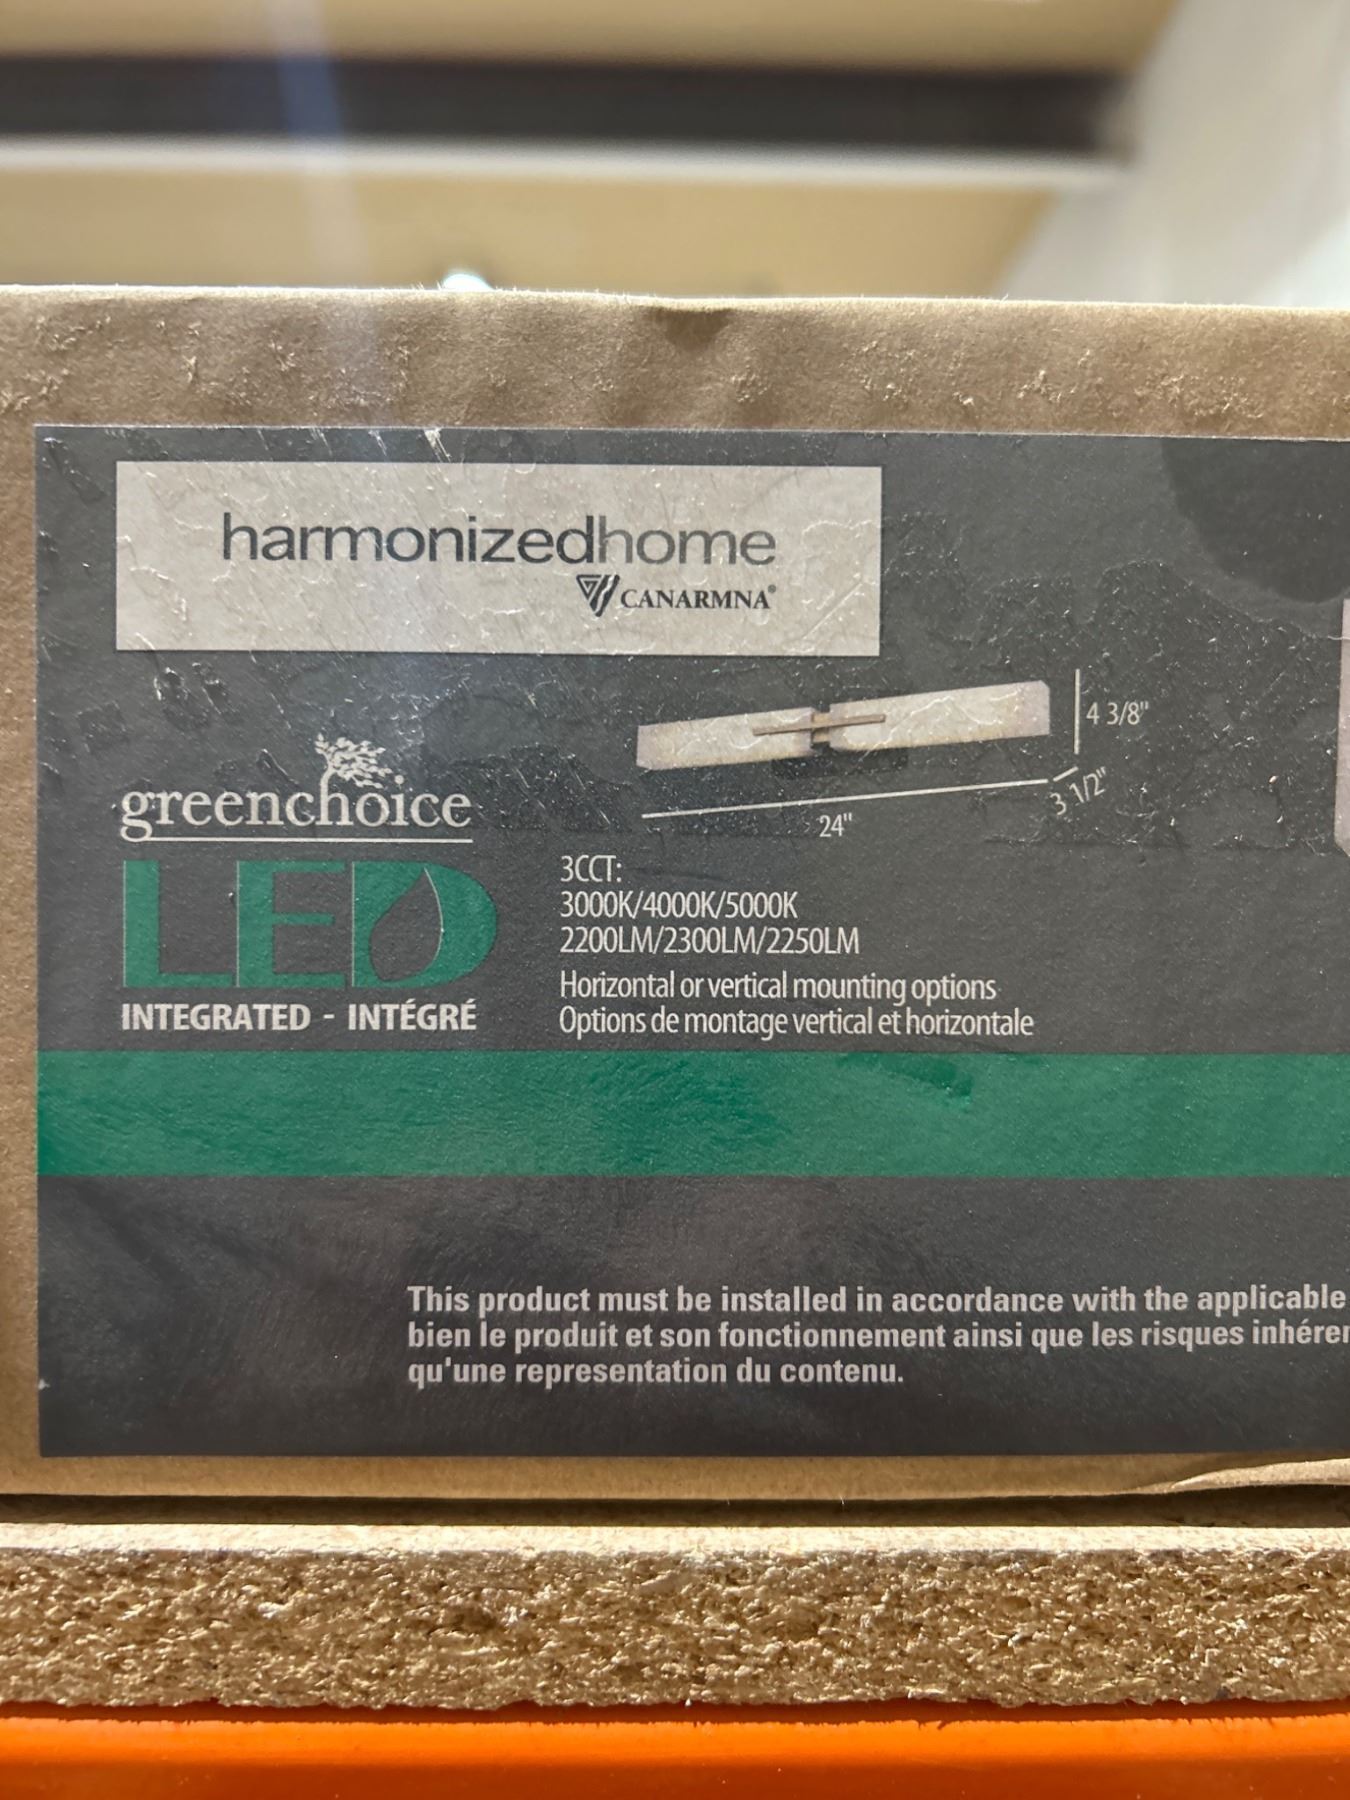 harmonizedhome
CANARMNA®
4 3/8"
3 1/2"
24"
greenchoice
LED
INTEGRATED - INTÉGRÉ
3CCT:
3000K/4000K/5000K
2200LM/2300LM/2250LM
Horizontal or vertical mounting options
Options de montage vertical et horizontale
This product must be installed in accordance with the applicable
bien le produit et son fonctionnement ainsi que les risques
qu'une representation du contenu.